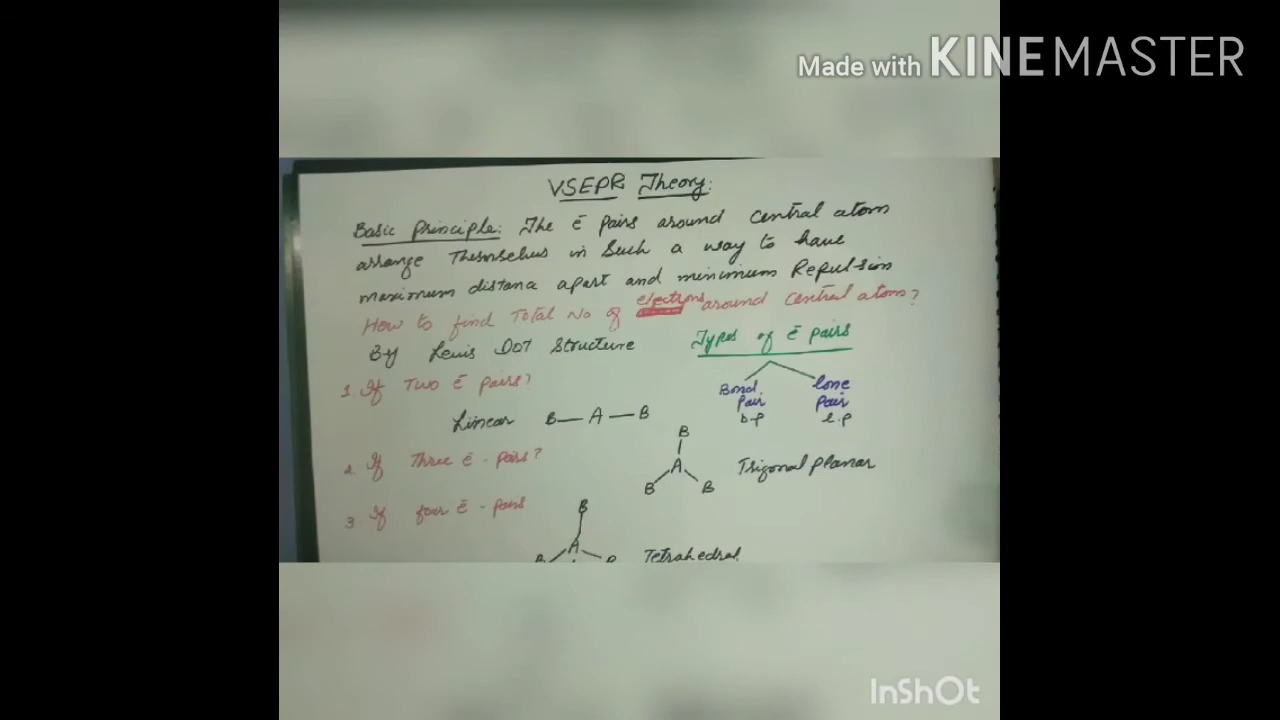 Made with KINEMASTER
VSEPR Theory:
Basic Principle: The ē Pairs around Central atom
arrange Themselves in Such a way to have
maximum distance apart and minimum Repulsion
How to find Total No of electrons around Central atom?
By Lewis DOT Structure
Types of ē pairs
Bond Pair b.p
lone Pair l.p
1. If Two ē pairs?
Linear B — A — B
2. If Three ē - pairs?
B
A
B B
Trigonal planar
3. If four ē - pairs
B
A
B B
Tetrahedral
InShOt